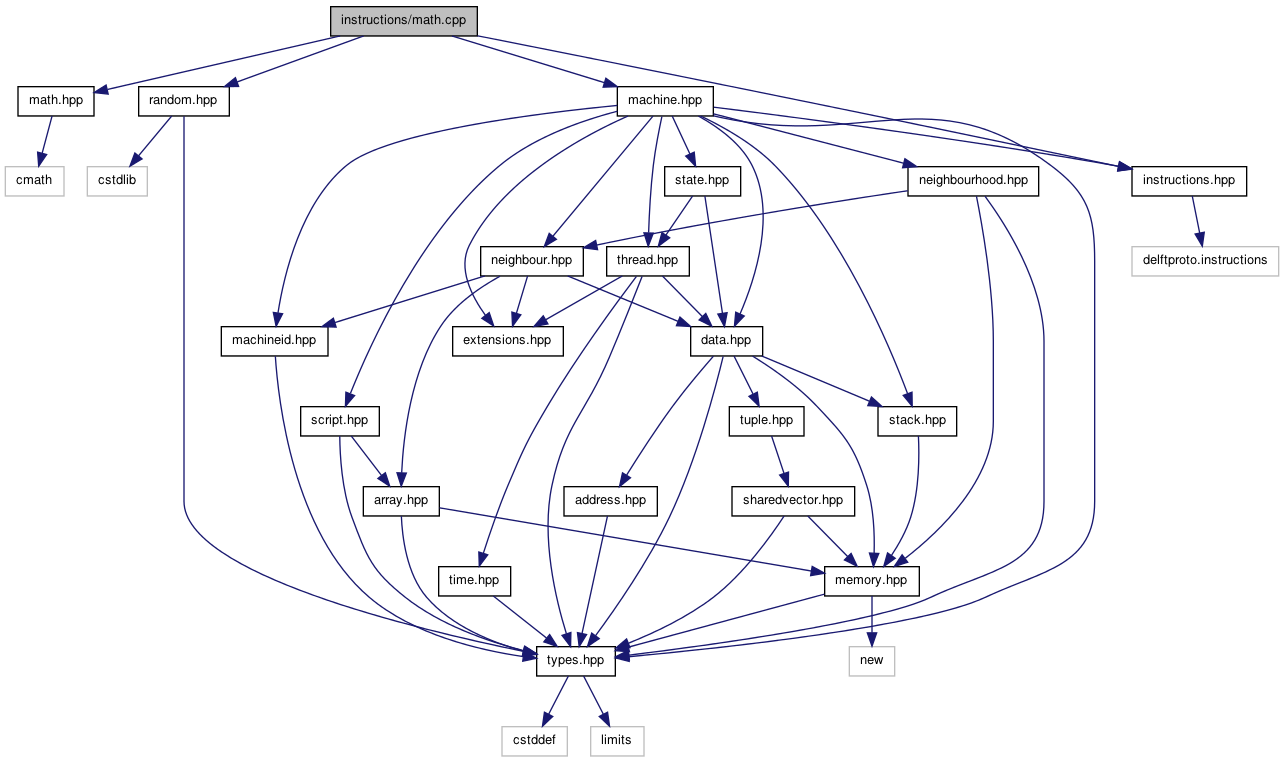 instructions/math.cpp
math.hpp
random.hpp
machine.hpp
cmath
cstdlib
state.hpp
neighbourhood.hpp
instructions.hpp
neighbour.hpp
thread.hpp
delftproto.instructions
machineid.hpp
extensions.hpp
data.hpp
script.hpp
tuple.hpp
stack.hpp
array.hpp
address.hpp
sharedvector.hpp
time.hpp
memory.hpp
types.hpp
new
cstddef
limits